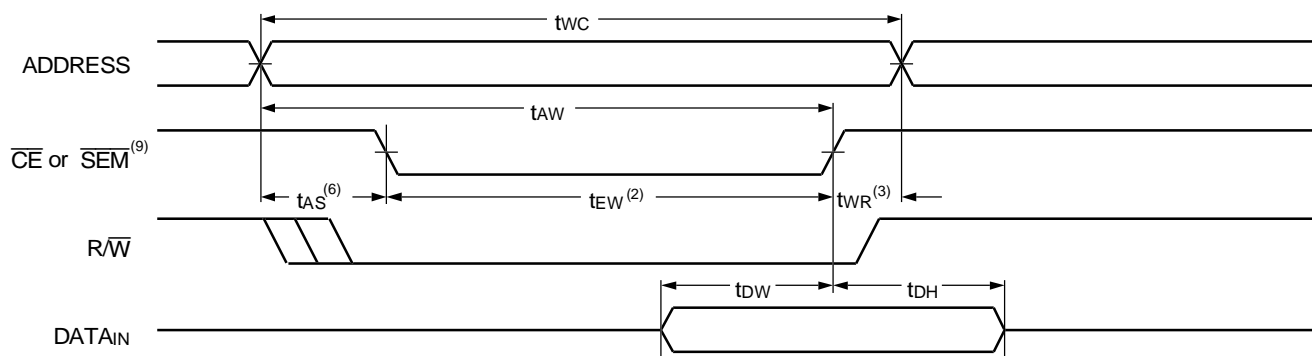 tWC
ADDRESS
tAW
CE or SEM(9)
tAS(6)
tEW(2)
tWR(3)
R/W
tDW
tDH
DATAIN